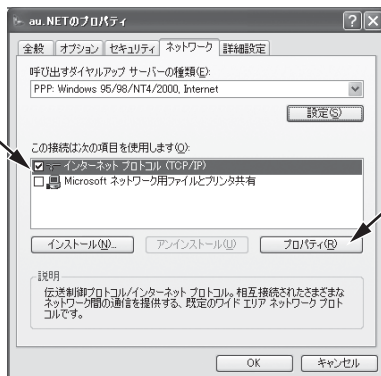 au.NETのプロパティ
全般 オプション セキュリティ ネットワーク 詳細設定
呼び出すダイヤルアップ サーバーの種類(E):
PPP: Windows 95/98/NT4/2000, Internet
設定(S)
この接続は次の項目を使用します(O):
インターネット プロトコル (TCP/IP)
Microsoft ネットワーク用ファイルとプリンタ共有
インストール(N)... アンインストール(U) プロパティ(R)
説明
伝送制御プロトコル/インターネット プロトコル。相互接続されたさまざまな
ネットワーク間の通信を提供する、既定のワイド エリア ネットワーク プロト
コルです。
OK キャンセル